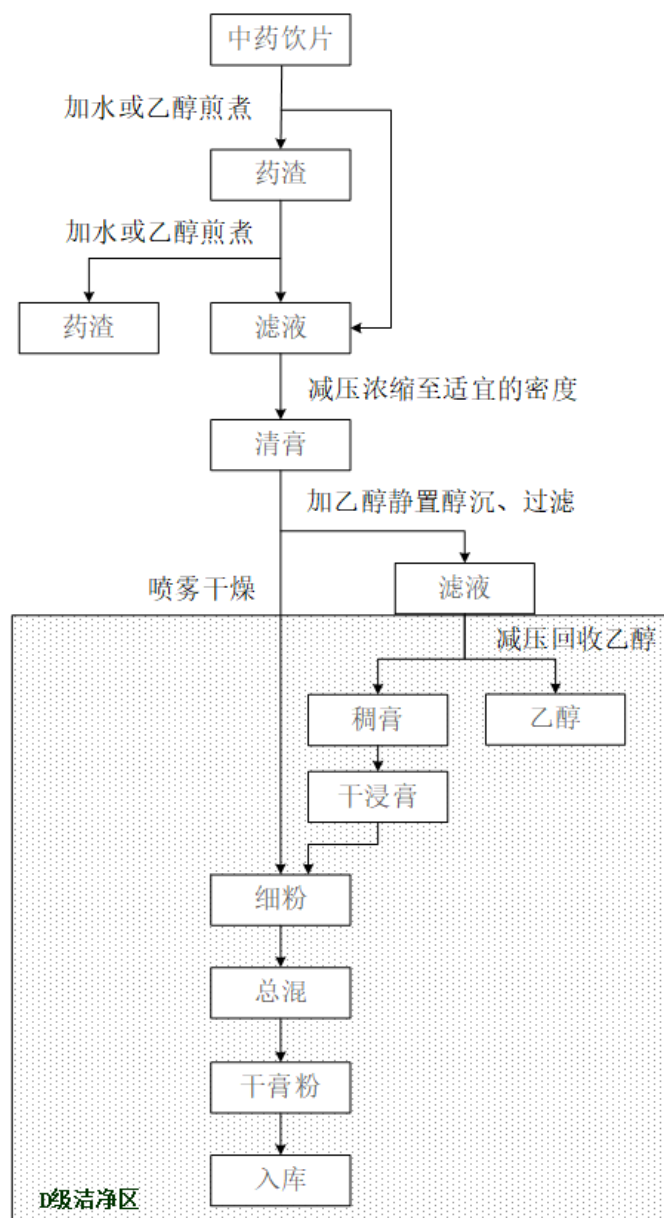 中药饮片
加水或乙醇煎煮
药渣
加水或乙醇煎煮
药渣
滤液
减压浓缩至适宜的密度
清膏
加乙醇静置醇沉、过滤
喷雾干燥
滤液
减压回收乙醇
稠膏
乙醇
干浸膏
细粉
总混
干膏粉
入库
D级洁净区